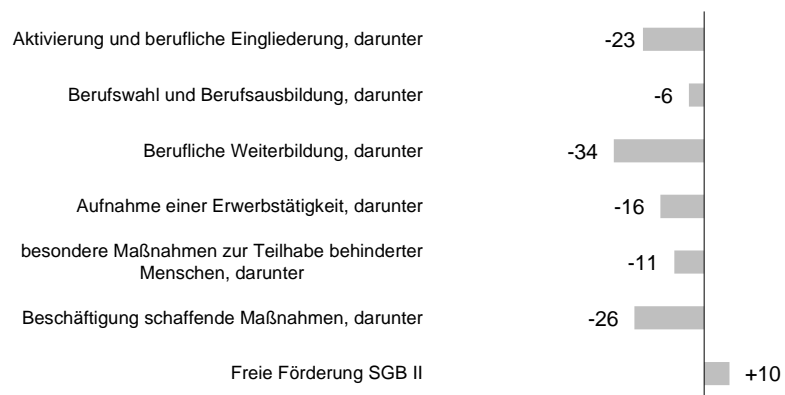 Aktivierung und berufliche Eingliederung, darunter -23
Berufswahl und Berufsausbildung, darunter -6
Berufliche Weiterbildung, darunter -34
Aufnahme einer Erwerbstätigkeit, darunter -16
besondere Maßnahmen zur Teilhabe behinderter
Menschen, darunter -11
Beschäftigung schaffende Maßnahmen, darunter -26
Freie Förderung SGB II +10